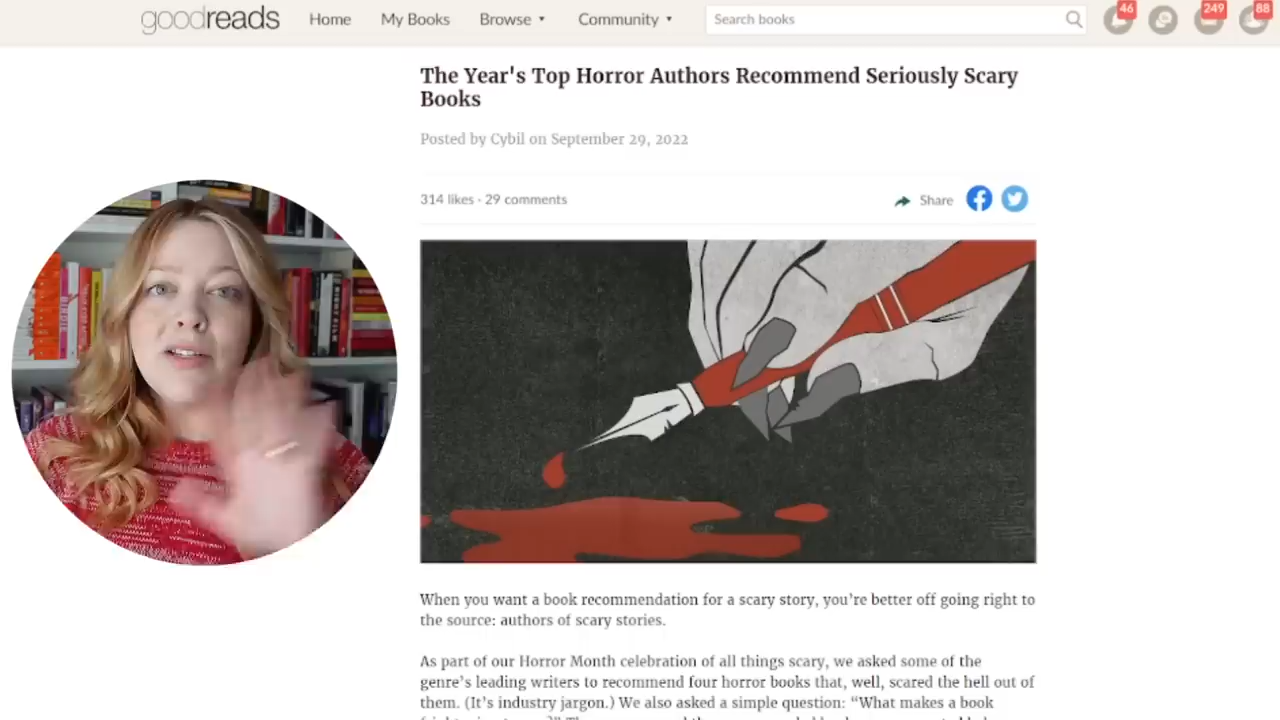 goodreads Home My Books Browse ▾ Community ▾ Search books 46 249 88
The Year's Top Horror Authors Recommend Seriously Scary
Books
Posted by Cybil on September 29, 2022
314 likes · 29 comments
Share
When you want a book recommendation for a scary story, you're better off going right to
the source: authors of scary stories.
As part of our Horror Month celebration of all things scary, we asked some of the
genre's leading writers to recommend four horror books that, well, scared the hell out of
them. (It's industry jargon.) We also asked a simple question: "What makes a book